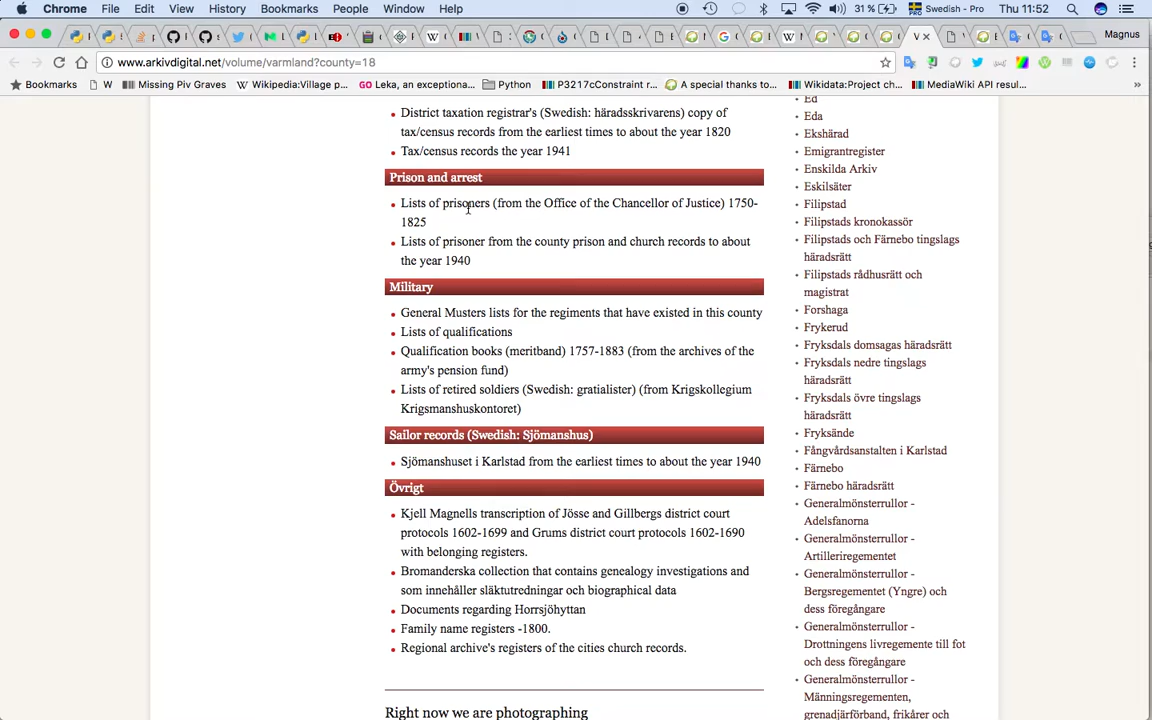 Chrome File Edit View History Bookmarks People Window Help 31 % Swedish - Pro Thu 11:52
Magnus
www.arkivdigital.net/volume/varmland?county=18
Bookmarks W Missing Piv Graves Wikipedia:Village p... Leka, an exceptiona... Python P3217cConstraint r... A special thanks to... Wikidata:Project ch... MediaWiki API resul... »
District taxation registrar's (Swedish: häradsskrivarens) copy of
tax/census records from the earliest times to about the year 1820
Tax/census records the year 1941
Prison and arrest
Lists of prisoners (from the Office of the Chancellor of Justice) 1750-
1825
Lists of prisoner from the county prison and church records to about
the year 1940
Military
General Musters lists for the regiments that have existed in this county
Lists of qualifications
Qualification books (meritband) 1757-1883 (from the archives of the
army's pension fund)
Lists of retired soldiers (Swedish: gratialister) (from Krigskollegium
Krigsmanshuskontoret)
Sailor records (Swedish: Sjömanshus)
Sjömanshuset i Karlstad from the earliest times to about the year 1940
Övrigt
Kjell Magnells transcription of Jösse and Gillbergs district court
protocols 1602-1699 and Grums district court protocols 1602-1690
with belonging registers.
Bromanderska collection that contains genealogy investigations and
som innehåller släktutredningar och biographical data
Documents regarding Horrsjöhyttan
Family name registers -1800.
Regional archive's registers of the cities church records.
Right now we are photographing
Ed
Eda
Ekshärad
Emigrantregister
Enskilda Arkiv
Eskilsäter
Filipstad
Filipstads kronokassör
Filipstads och Färnebo tingslags
häradsrätt
Filipstads rådhusrätt och
magistrat
Forshaga
Frykerud
Fryksdals domsagas häradsrätt
Fryksdals nedre tingslags
häradsrätt
Fryksdals övre tingslags
häradsrätt
Fryksände
Fångvårdsanstalten i Karlstad
Färnebo
Färnebo häradsrätt
Generalmönsterrullor -
Adelsfanorna
Generalmönsterrullor -
Artilleriregementet
Generalmönsterrullor -
Bergsregementet (Yngre) och
dess föregångare
Generalmönsterrullor -
Drottningens livregemente till fot
och dess föregångare
Generalmönsterrullor -
Männingsregementen,
grenadjärförband, frikårer och